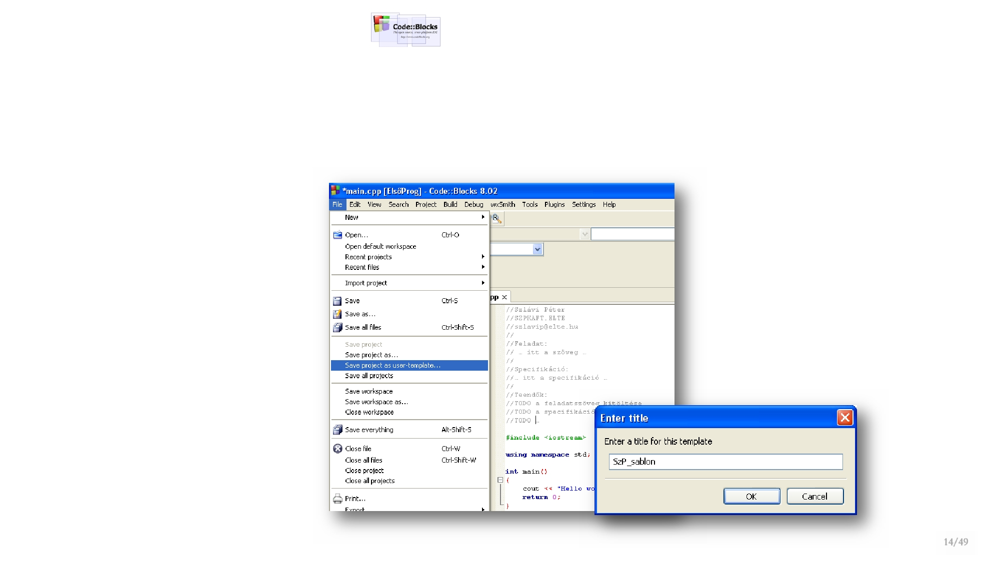 Code::Blocks
The open source, cross-platform IDE
http://www.codeblocks.org
*main.cpp [ElsőProg] - Code::Blocks 8.02
File Edit View Search Project Build Debug wxSmith Tools Plugins Settings Help
New
Open... Ctrl-O
Open default workspace
Recent projects
Recent files
Import project
Save Ctrl-S
Save as...
Save all files Ctrl-Shift-S
Save project
Save project as...
Save project as user-template...
Save all projects
Save workspace
Save workspace as...
Close workspace
Save everything Alt-Shift-S
Close file Ctrl-W
Close all files Ctrl-Shift-W
Close project
Close all projects
Print...
Export
pp
//Szlávi Péter
//SZPKAFT.ELTE
//szlavip@elte.hu
//
//Feladat:
// … itt a szöveg …
//
//Specifikáció:
//… itt a specifikáció …
//
//Teendők:
//TODO a feladatszöveg kitöltése
//TODO a specifikáció
//TODO …
#include <iostream>
using namespace std;
int main()
{
cout << "Hello wo
return 0;
}
Enter title
Enter a title for this template
SzP_sablon
OK Cancel
14/49